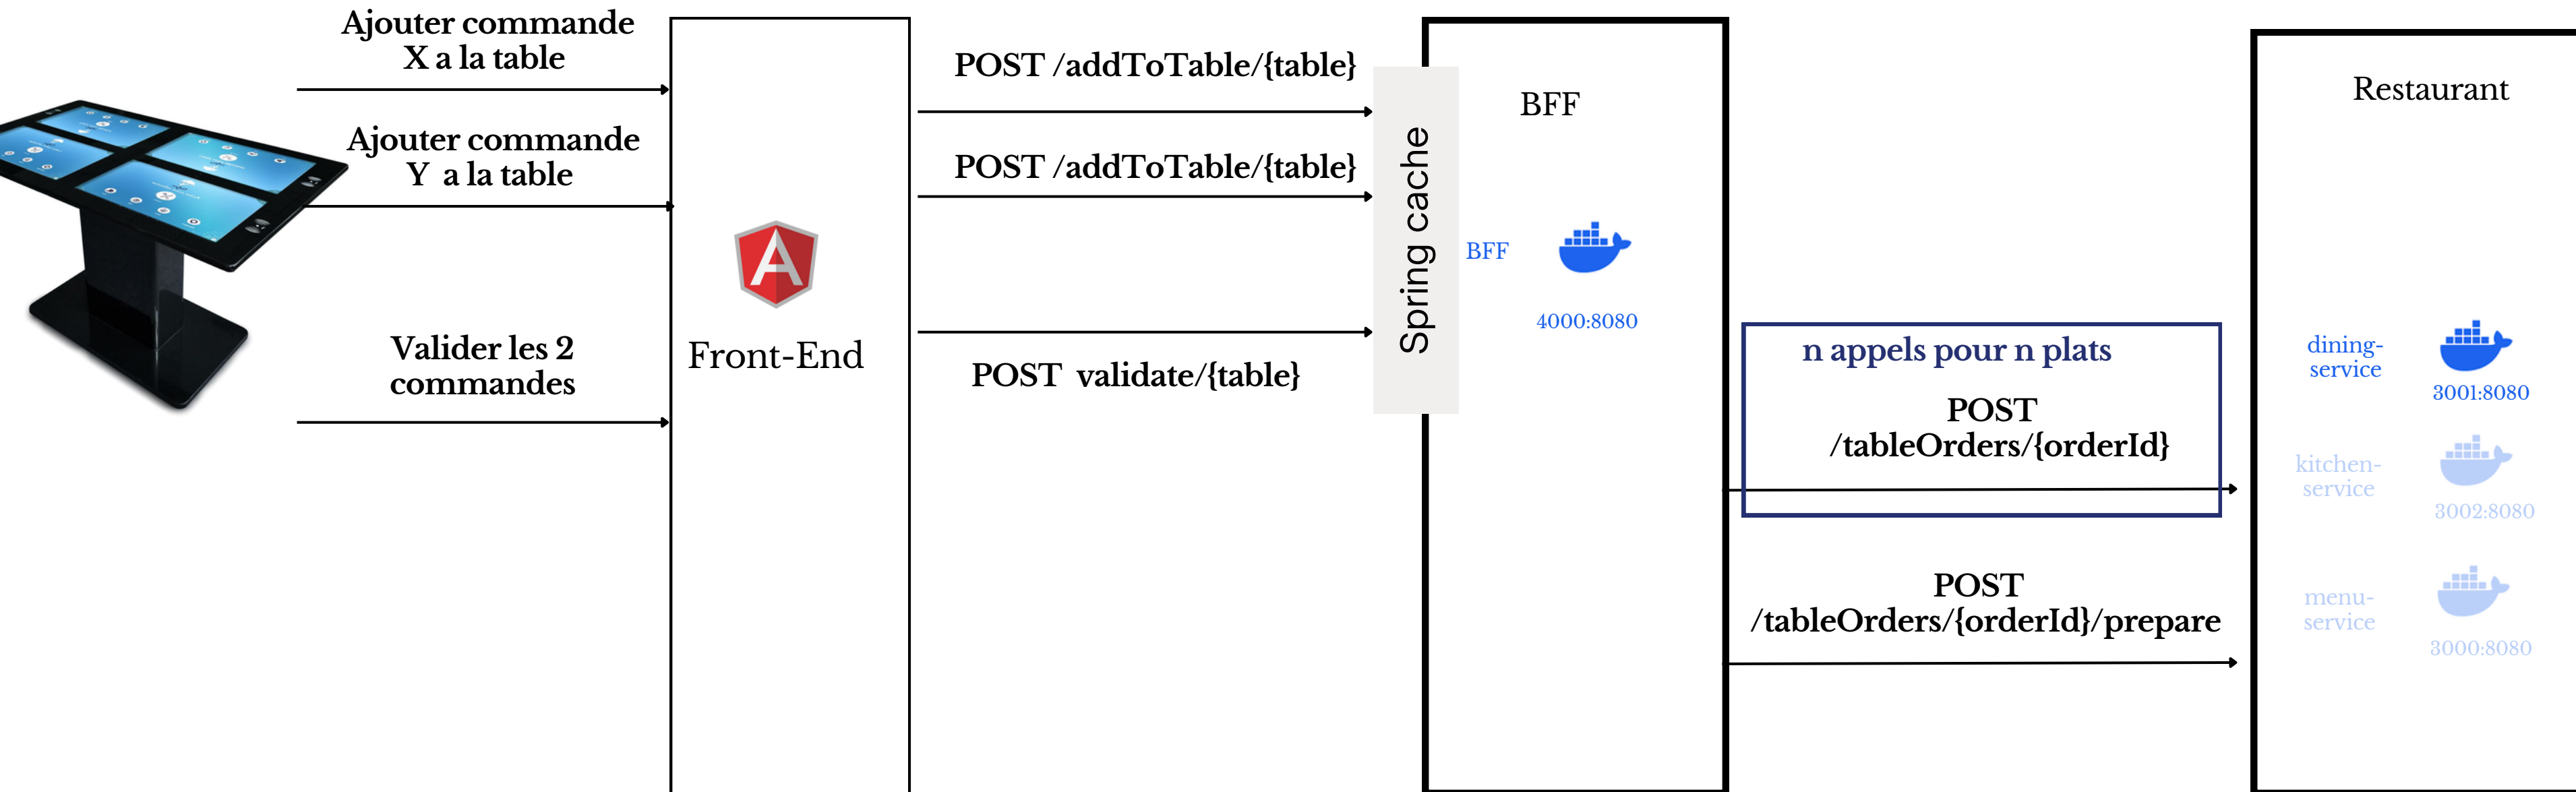 Ajouter commande
X a la table
Ajouter commande
Y a la table
Valider les 2
commandes
Front-End
POST /addToTable/{table}
POST /addToTable/{table}
POST validate/{table}
Spring cache
BFF
BFF
4000:8080
n appels pour n plats
POST
/tableOrders/{orderId}
POST
/tableOrders/{orderId}/prepare
Restaurant
dining-
service
3001:8080
kitchen-
service
3002:8080
menu-
service
3000:8080